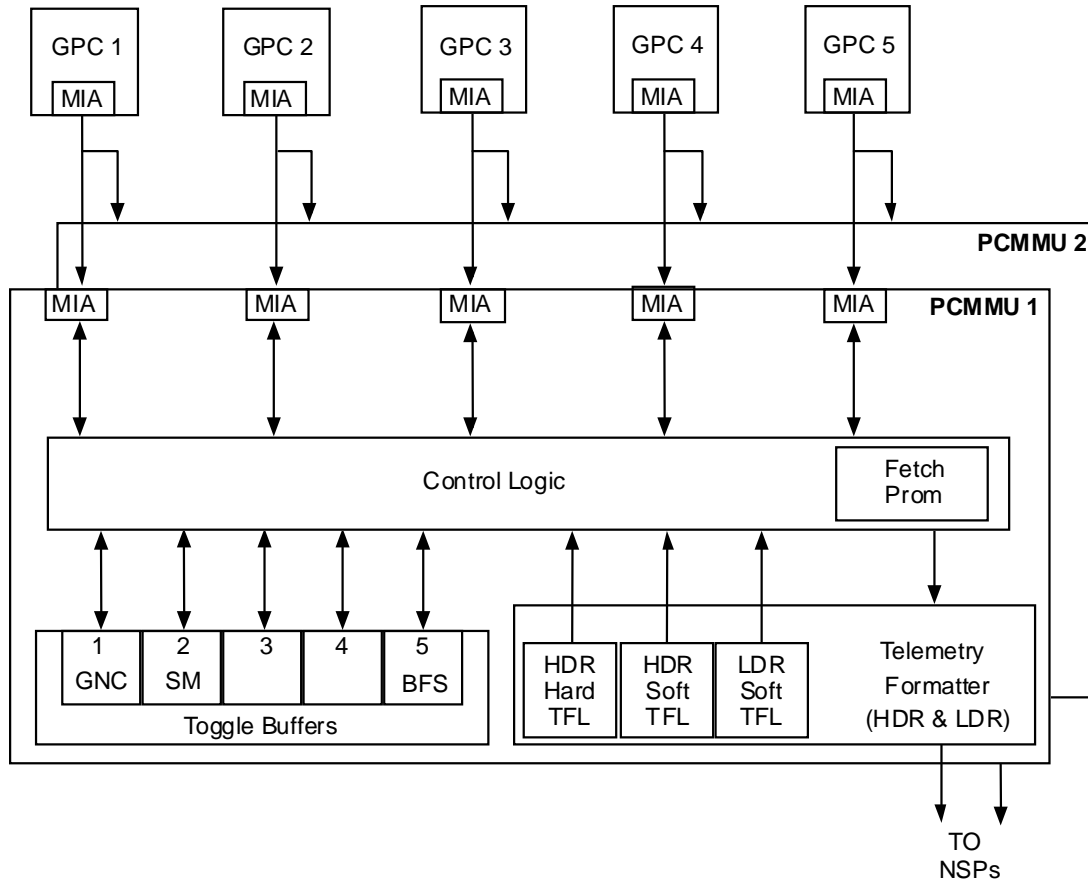 GPC 1
MIA
GPC 2
MIA
GPC 3
MIA
GPC 4
MIA
GPC 5
MIA
PCMMU 2
PCMMU 1
MIA
MIA
MIA
MIA
MIA
Control Logic
Fetch
Prom
1
GNC
2
SM
3
4
5
BFS
Toggle Buffers
HDR
Hard
TFL
HDR
Soft
TFL
LDR
Soft
TFL
Telemetry
Formatter
(HDR & LDR)
TO
NSPs